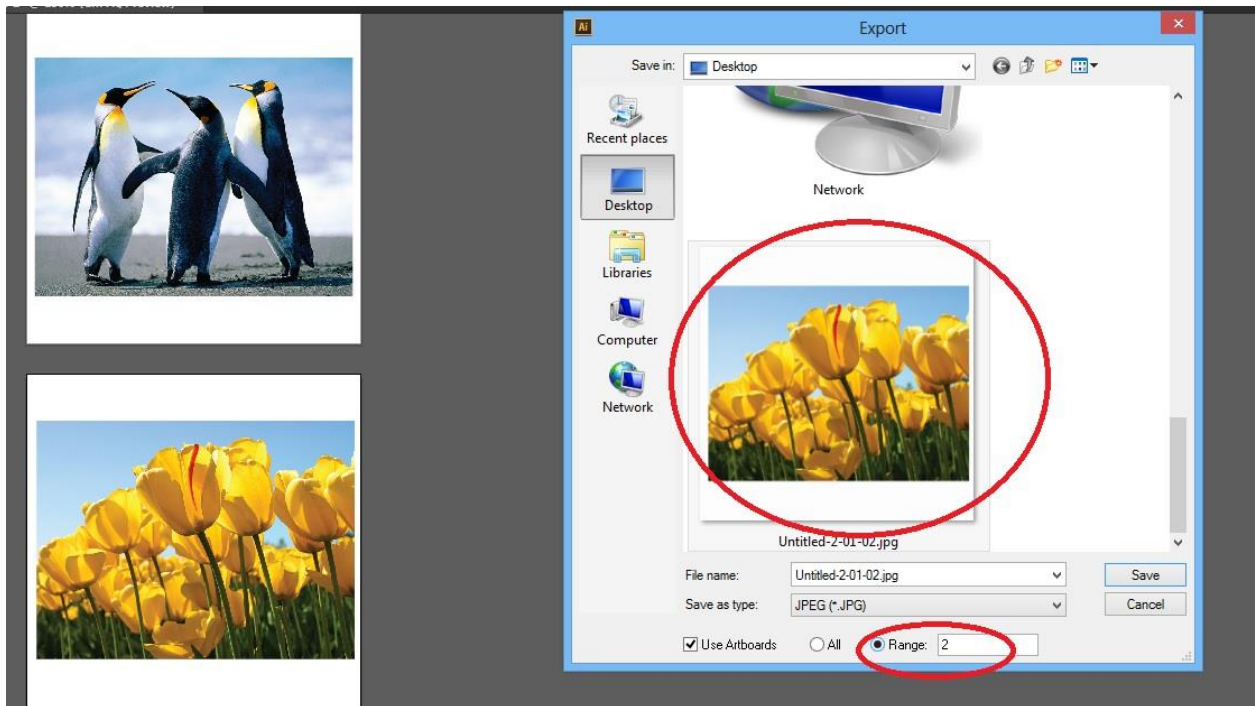 Ai
Export
Save in:
Desktop
Recent places
Desktop
Libraries
Computer
Network
Network
Untitled-2-01-02.jpg
File name:
Untitled-2-01-02.jpg
Save
Save as type:
JPEG (*.JPG)
Cancel
Use Artboards
All
Range:
2